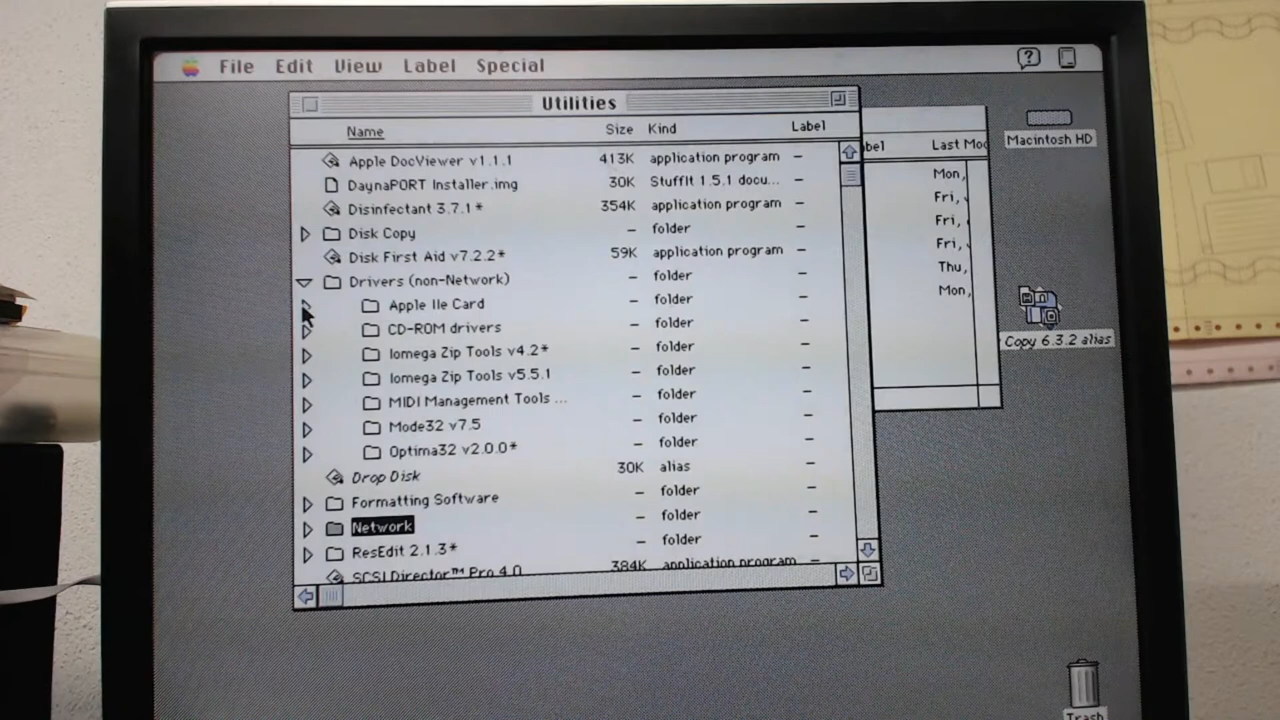 File Edit View Label Special
Utilities
Name Size Kind Label
Apple DocViewer v1.1.1 413K application program –
DaynaPORT Installer.img 30K StuffIt 1.5.1 docu... –
Disinfectant 3.7.1 * 354K application program –
Disk Copy – folder –
Disk First Aid v7.2.2* 59K application program –
Drivers (non-Network) – folder –
Apple IIe Card – folder –
CD-ROM drivers – folder –
Iomega Zip Tools v4.2* – folder –
Iomega Zip Tools v5.5.1 – folder –
MIDI Management Tools ... – folder –
Mode32 v7.5 – folder –
Optima32 v2.0.0* – folder –
Drop Disk 30K alias –
Formatting Software – folder –
Network – folder –
ResEdit 2.1.3* – folder –
SCSI Director™ Pro 4.0 384K application program –
bel Last Mod
Mon,
Fri,
Fri,
Fri,
Thu,
Mon,
Macintosh HD
Copy 6.3.2 alias
Trash